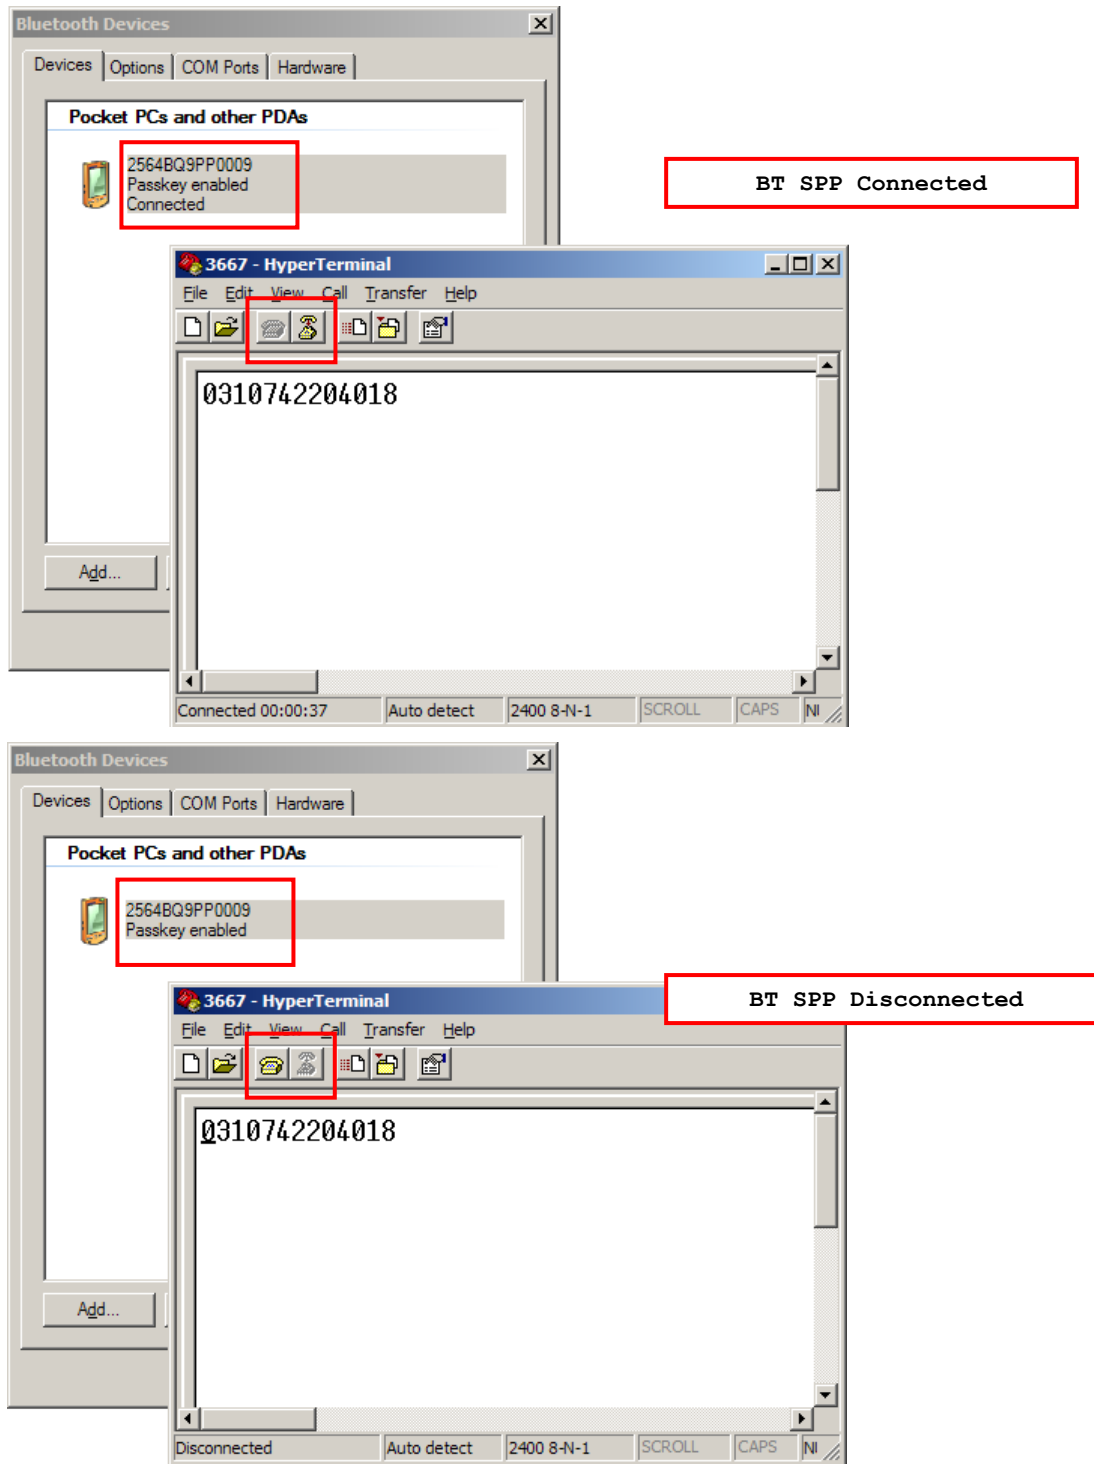 Bluetooth Devices
Devices Options COM Ports Hardware
Pocket PCs and other PDAs
2564BQ9PP0009
Passkey enabled
Connected
BT SPP Connected
3667 - HyperTerminal
File Edit View Call Transfer Help
0310742204018
Add...
Connected 00:00:37 Auto detect 2400 8-N-1 SCROLL CAPS
Bluetooth Devices
Devices Options COM Ports Hardware
Pocket PCs and other PDAs
2564BQ9PP0009
Passkey enabled
BT SPP Disconnected
3667 - HyperTerminal
File Edit View Call Transfer Help
0310742204018
Add...
Disconnected Auto detect 2400 8-N-1 SCROLL CAPS